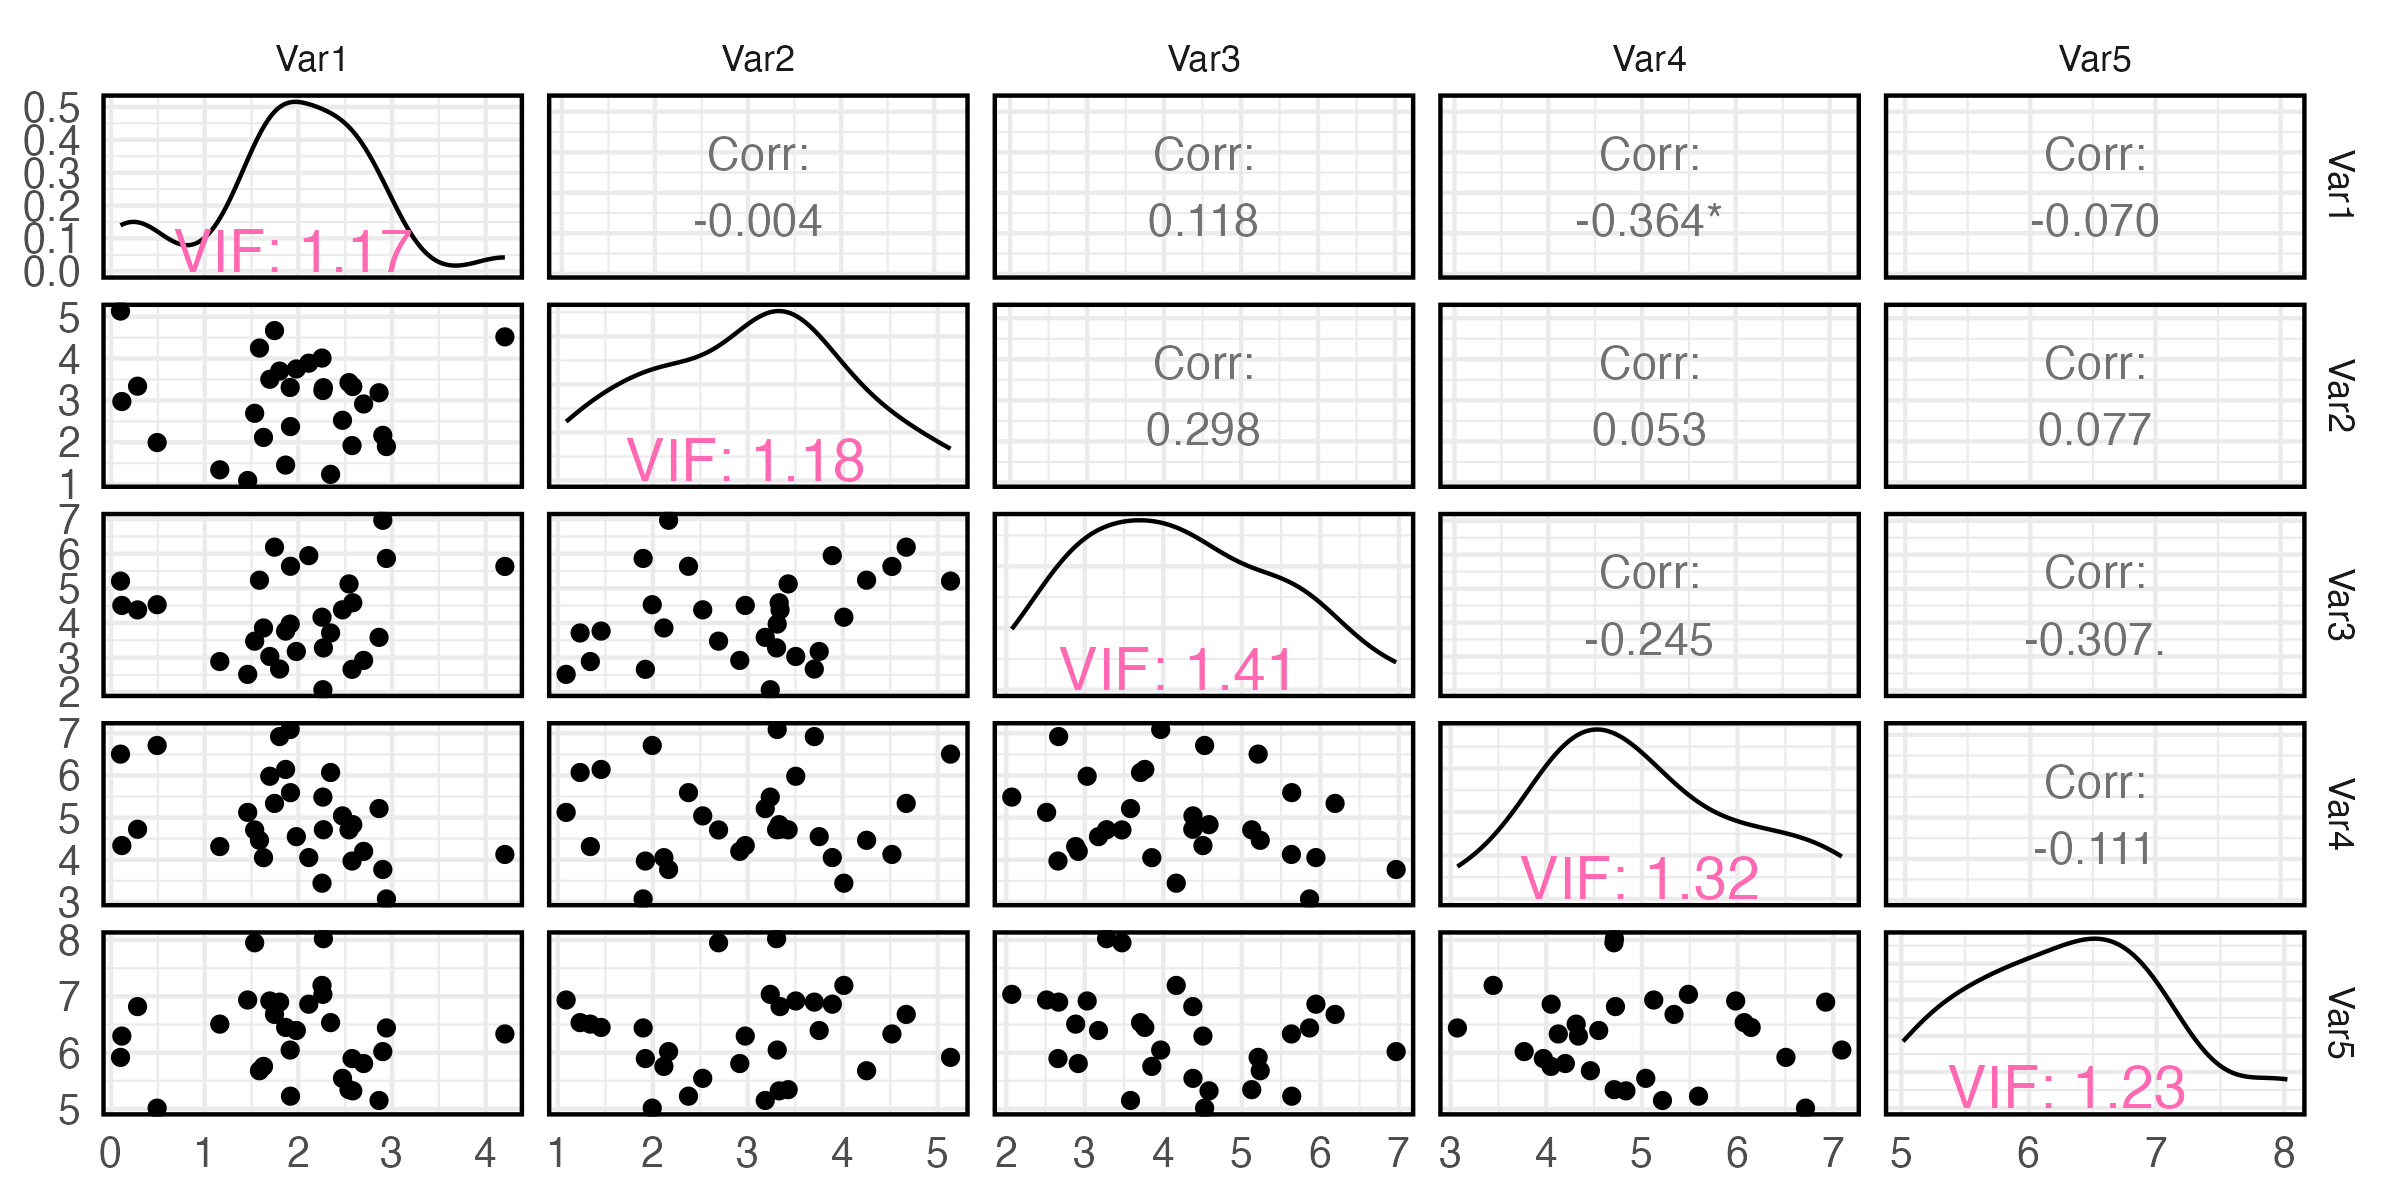 Var1 Var2 Var3 Var4 Var5
0.5
0.4
0.3
0.2
0.1
0.0
VIF: 1.17
Corr:
-0.004
Corr:
0.118
Corr:
-0.364*
Corr:
-0.070
Var1
5
4
3
2
1
VIF: 1.18
Corr:
0.298
Corr:
0.053
Corr:
0.077
Var2
7
6
5
4
3
2
VIF: 1.41
Corr:
-0.245
Corr:
-0.307.
Var3
7
6
5
4
3
VIF: 1.32
Corr:
-0.111
Var4
8
7
6
5
VIF: 1.23
Var5
0 1 2 3 4 1 2 3 4 5 2 3 4 5 6 7 3 4 5 6 7 5 6 7 8